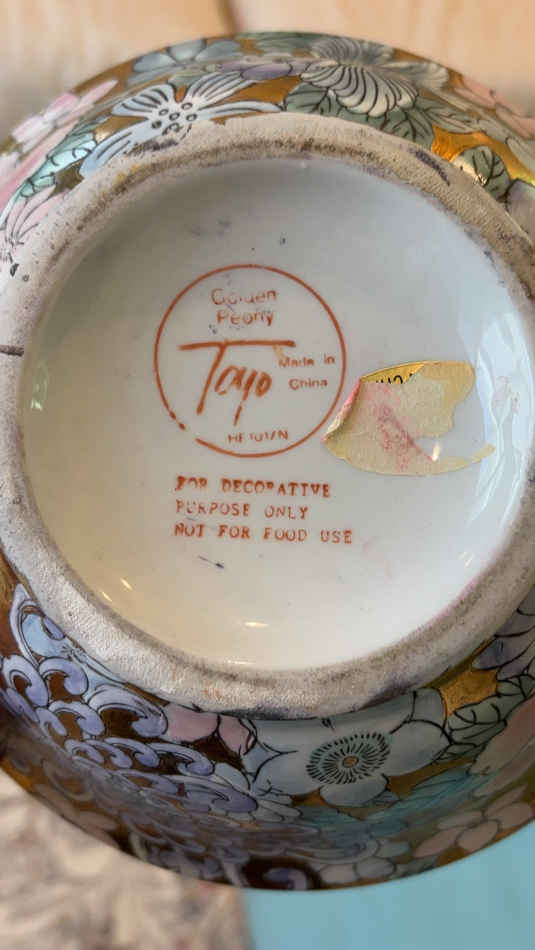 Golden
Peony
Toyo
Made in
China
FOR DECORATIVE
PURPOSE ONLY
NOT FOR FOOD USE